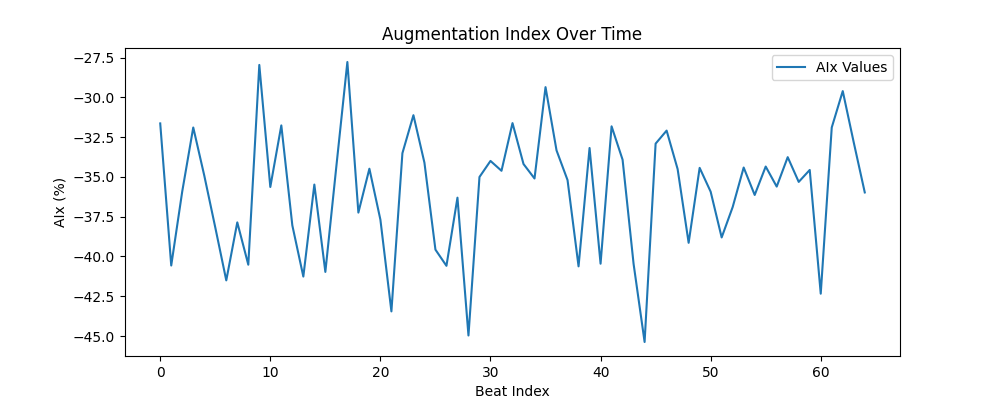 Augmentation Index Over Time
AIx Values
AIx (%)
−27.5
−30.0
−32.5
−35.0
−37.5
−40.0
−42.5
−45.0
0 10 20 30 40 50 60
Beat Index